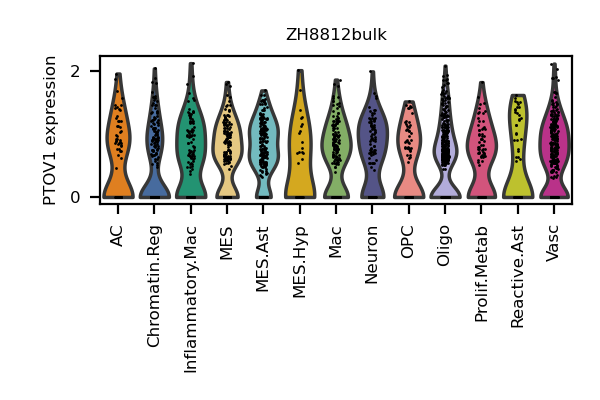 ZH8812bulk
PTOV1 expression
2
0
AC
Chromatin.Reg
Inflammatory.Mac
MES
MES.Ast
MES.Hyp
Mac
Neuron
OPC
Oligo
Prolif.Metab
Reactive.Ast
Vasc